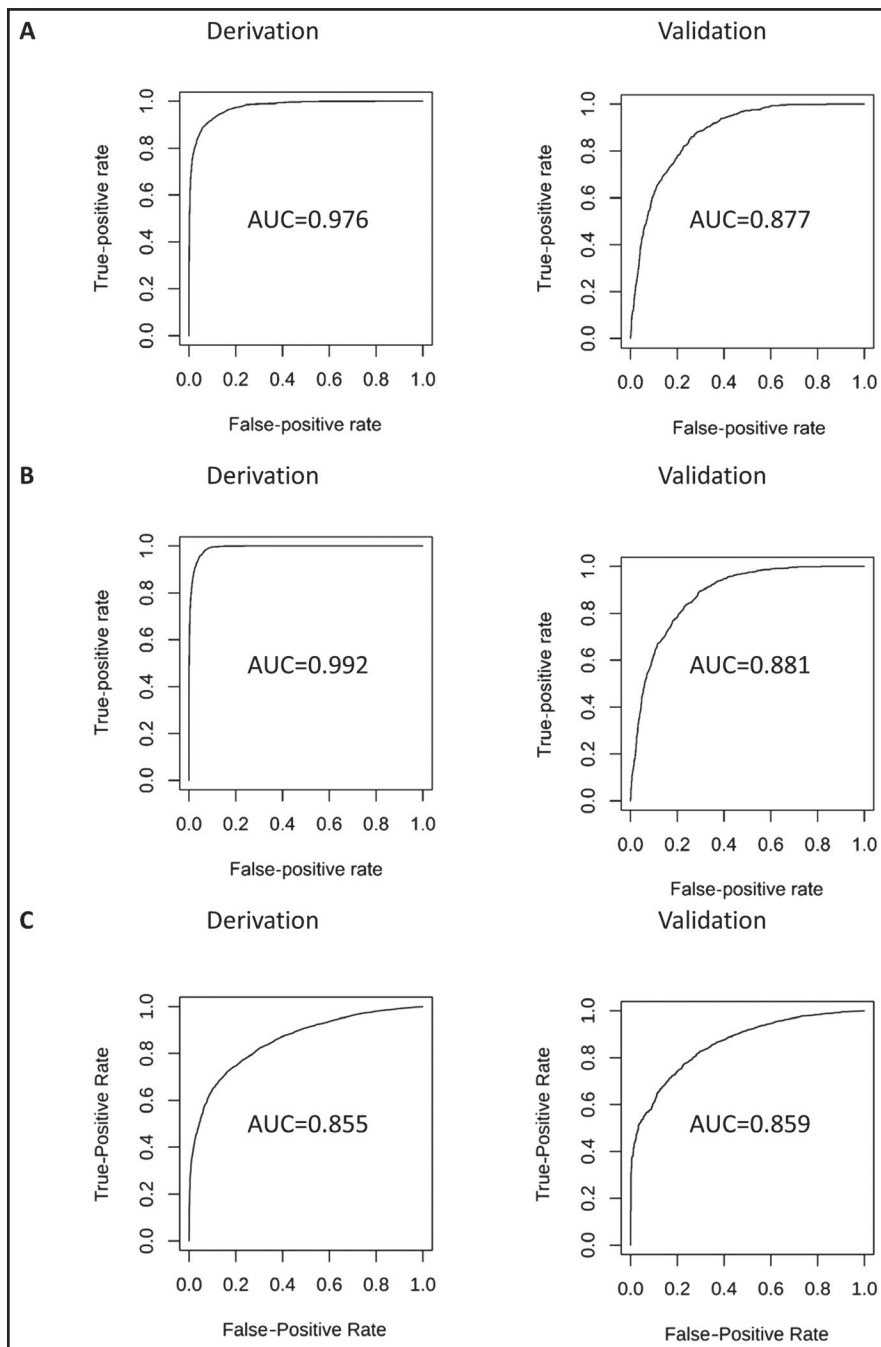 A Derivation Validation
True-positive rate
0.0 0.2 0.4 0.6 0.8 1.0
AUC=0.976
0.0 0.2 0.4 0.6 0.8 1.0
False-positive rate
True-positive rate
0.0 0.2 0.4 0.6 0.8 1.0
AUC=0.877
0.0 0.2 0.4 0.6 0.8 1.0
False-positive rate
B Derivation Validation
True-positive rate
0.0 0.2 0.4 0.6 0.8 1.0
AUC=0.992
0.0 0.2 0.4 0.6 0.8 1.0
False-positive rate
True-positive rate
0.0 0.2 0.4 0.6 0.8 1.0
AUC=0.881
0.0 0.2 0.4 0.6 0.8 1.0
False-positive rate
C Derivation Validation
True-Positive Rate
0.0 0.2 0.4 0.6 0.8 1.0
AUC=0.855
0.0 0.2 0.4 0.6 0.8 1.0
False-Positive Rate
True-Positive Rate
0.0 0.2 0.4 0.6 0.8 1.0
AUC=0.859
0.0 0.2 0.4 0.6 0.8 1.0
False-Positive Rate